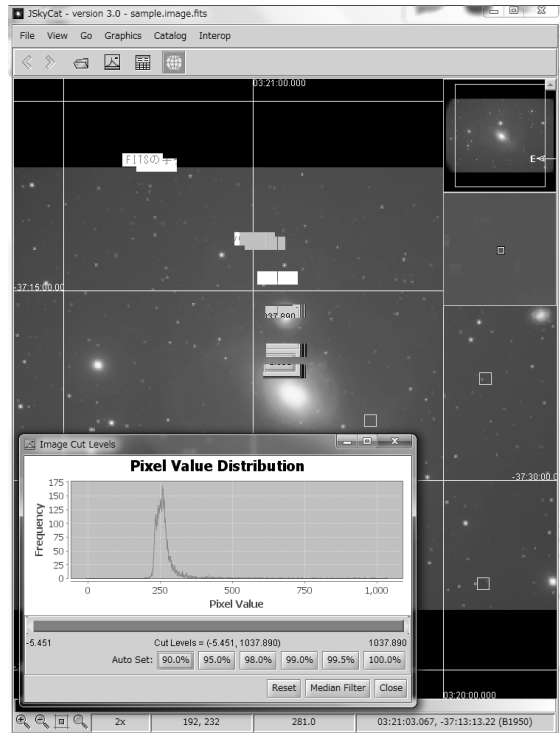 JSkyCat - version 3.0 - sample.image.fits
File View Go Graphics Catalog Interop
03:21:00.000
E
FITSの
-37:15:00.00
037.890
Image Cut Levels
Pixel Value Distribution
175
150
125
100
75
50
25
0
Frequency
0 250 500 750 1,000
Pixel Value
-37:30:00.0
-5.451 Cut Levels = (-5.451, 1037.890) 1037.890
Auto Set: 90.0% 95.0% 98.0% 99.0% 99.5% 100.0%
Reset Median Filter Close
03:20:00.000
2x 192, 232 281.0 03:21:03.067, -37:13:13.22 (B1950)